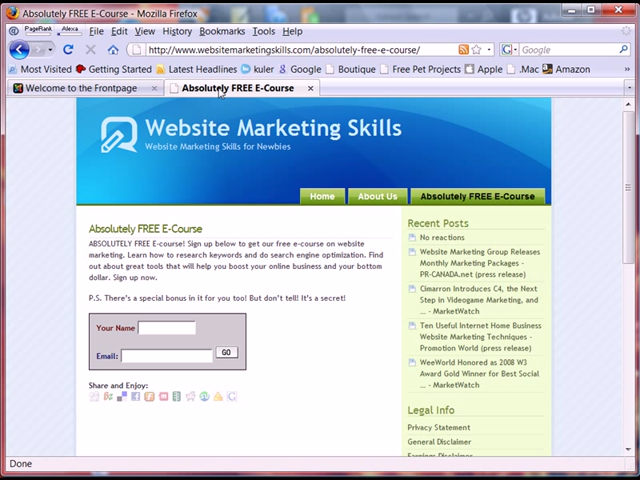 Absolutely FREE E-Course - Mozilla Firefox
PageRank Alexa File Edit View History Bookmarks Tools Help
http://www.websitemarketingskills.com/absolutely-free-e-course/ Google
Most Visited Getting Started Latest Headlines kuler Google Boutique Free Pet Projects Apple .Mac Amazon
Welcome to the Frontpage Absolutely FREE E-Course
Website Marketing Skills
Website Marketing Skills for Newbies
Home About Us Absolutely FREE E-Course
Absolutely FREE E-Course
ABSOLUTELY FREE E-course! Sign up below to get our free e-course on website
marketing. Learn how to research keywords and do search engine optimization. Find
out about great tools that will help you boost your online business and your bottom
dollar. Sign up now.
P.S. There's a special bonus in it for you too! But don't tell! It's a secret!
Your Name
Email: GO
Share and Enjoy:
Recent Posts
No reactions
Website Marketing Group Releases
Monthly Marketing Packages -
PR-CANADA.net (press release)
Cimarron Introduces C4, the Next
Step in Videogame Marketing, and
... - MarketWatch
Ten Useful Internet Home Business
Website Marketing Techniques -
Promotion World (press release)
WeeWorld Honored as 2008 W3
Award Gold Winner for Best Social
... - MarketWatch
Legal Info
Privacy Statement
General Disclaimer
Earnings Disclaimer
Done